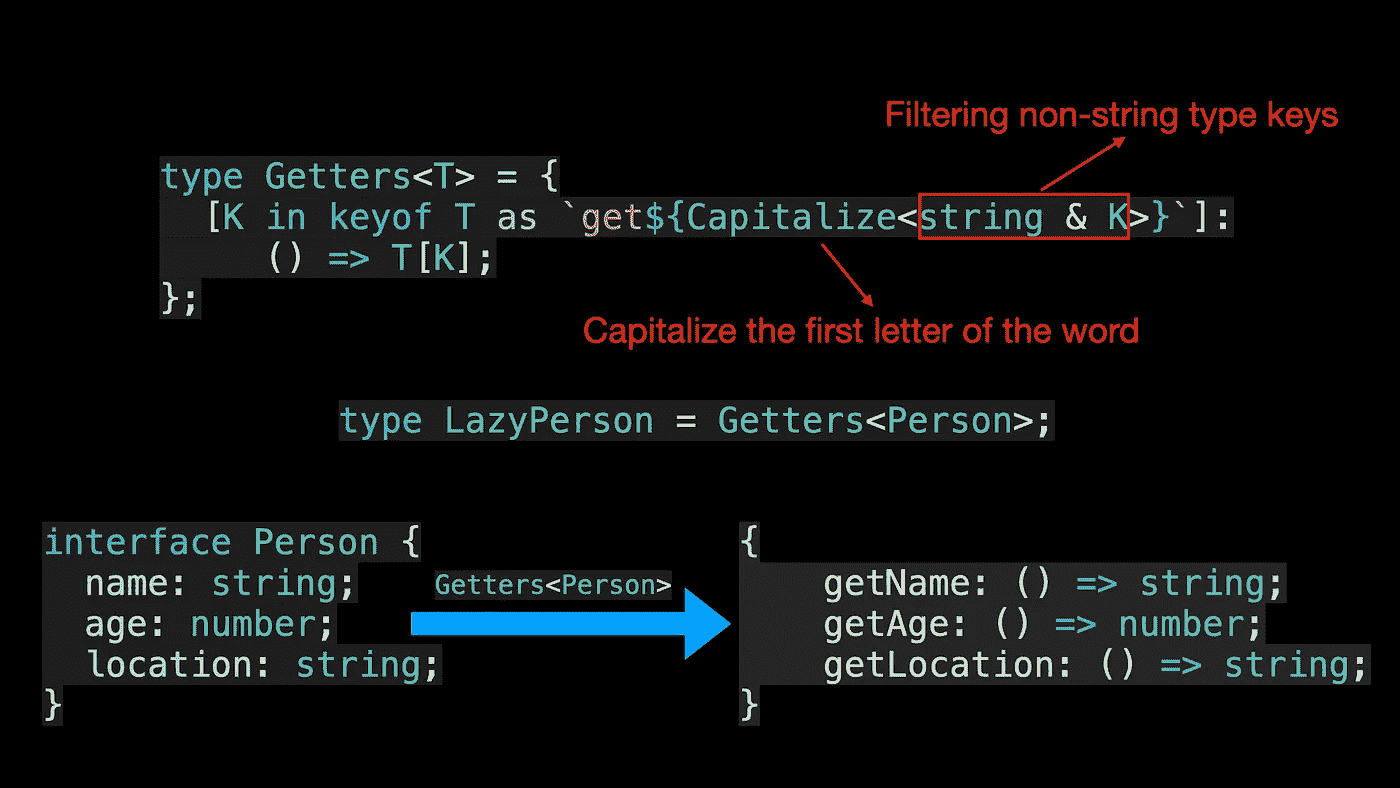 Filtering non-string type keys
type Getters<T> = {
[K in keyof T as `get${Capitalize<string & K>}`]:
() => T[K];
};
Capitalize the first letter of the word
type LazyPerson = Getters<Person>;
interface Person {
name: string;
age: number;
location: string;
}
Getters<Person>
{
getName: () => string;
getAge: () => number;
getLocation: () => string;
}